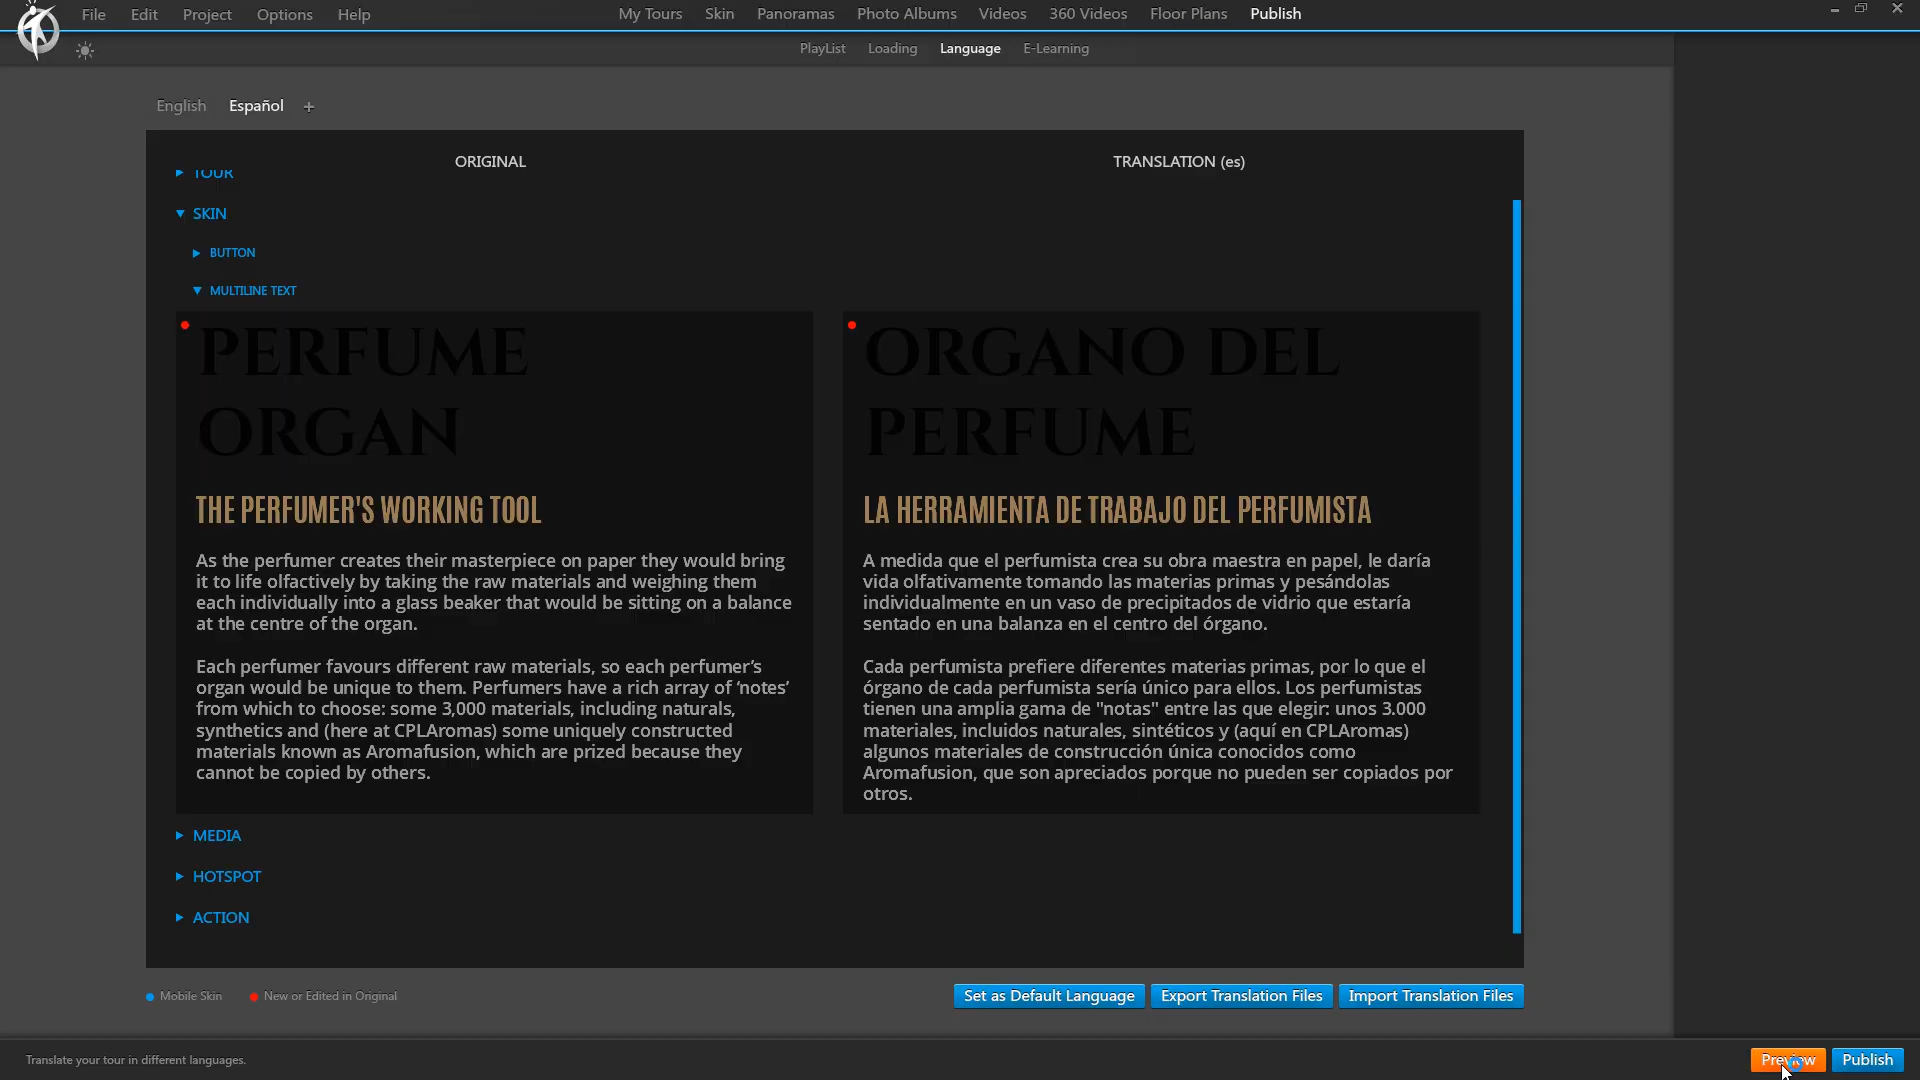 File Edit Project Options Help
My Tours Skin Panoramas Photo Albums Videos 360 Videos Floor Plans Publish
PlayList Loading Language E-Learning
English Español +
ORIGINAL
TRANSLATION (es)
TOUR
SKIN
BUTTON
MULTILINE TEXT
PERFUME
ORGAN
THE PERFUMER'S WORKING TOOL
As the perfumer creates their masterpiece on paper they would bring
it to life olfactively by taking the raw materials and weighing them
each individually into a glass beaker that would be sitting on a balance
at the centre of the organ.
Each perfumer favours different raw materials, so each perfumer’s
organ would be unique to them. Perfumers have a rich array of ‘notes’
from which to choose: some 3,000 materials, including naturals,
synthetics and (here at CPLAromas) some uniquely constructed
materials known as Aromafusion, which are prized because they
cannot be copied by others.
ORGANO DEL
PERFUME
LA HERRAMIENTA DE TRABAJO DEL PERFUMISTA
A medida que el perfumista crea su obra maestra en papel, le daría
vida olfativamente tomando las materias primas y pesándolas
individualmente en un vaso de precipitados de vidrio que estaría
sentado en una balanza en el centro del órgano.
Cada perfumista prefiere diferentes materias primas, por lo que el
órgano de cada perfumista sería único para ellos. Los perfumistas
tienen una amplia gama de "notas" entre las que elegir: unos 3.000
materiales, incluidos naturales, sintéticos y (aquí en CPLAromas)
algunos materiales de construcción única conocidos como
Aromafusion, que son apreciados porque no pueden ser copiados por
otros.
MEDIA
HOTSPOT
ACTION
Mobile Skin New or Edited in Original
Set as Default Language Export Translation Files Import Translation Files
Translate your tour in different languages.
Preview Publish